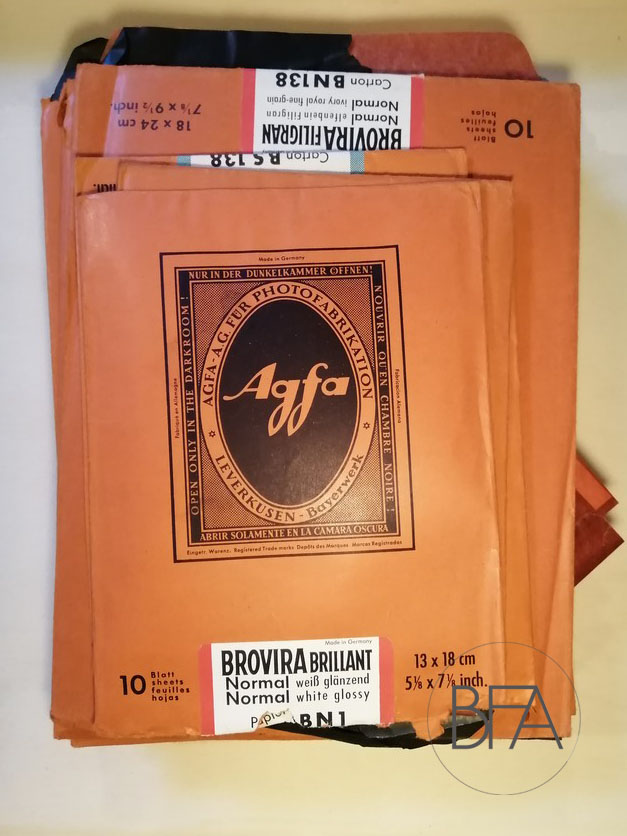 Carton BN138
Normal ivory royal fine-grain
Normal elfenbein Filigran
BROVIRA FILIGRAN
18 x 24 cm
7⅛ x 9½ inch.
10 Blatt
sheets
feuilles
hojas
Carton BS138
Made in Germany
NUR IN DER DUNKELKAMMER ÖFFNEN!
OPEN ONLY IN THE DARKROOM!
N'OUVRIR QU'EN CHAMBRE NOIRE!
ABRIR SOLAMENTE EN LA CÁMARA OSCURA
Fabriqué en Allemagne
Fabricación Alemana
AGFA-A.G. FÜR PHOTOFABRIKATION
Agfa
LEVERKUSEN - Bayerwerk
Eingetr. Warenz. Registered Trade marks Depôts des Marques Marcas Registradas
Made in Germany
BROVIRA BRILLANT
Normal weiß glänzend
Normal white glossy
BN1
10 Blatt
sheets
feuilles
hojas
13 x 18 cm
5⅛ x 7⅛ inch.
BFA